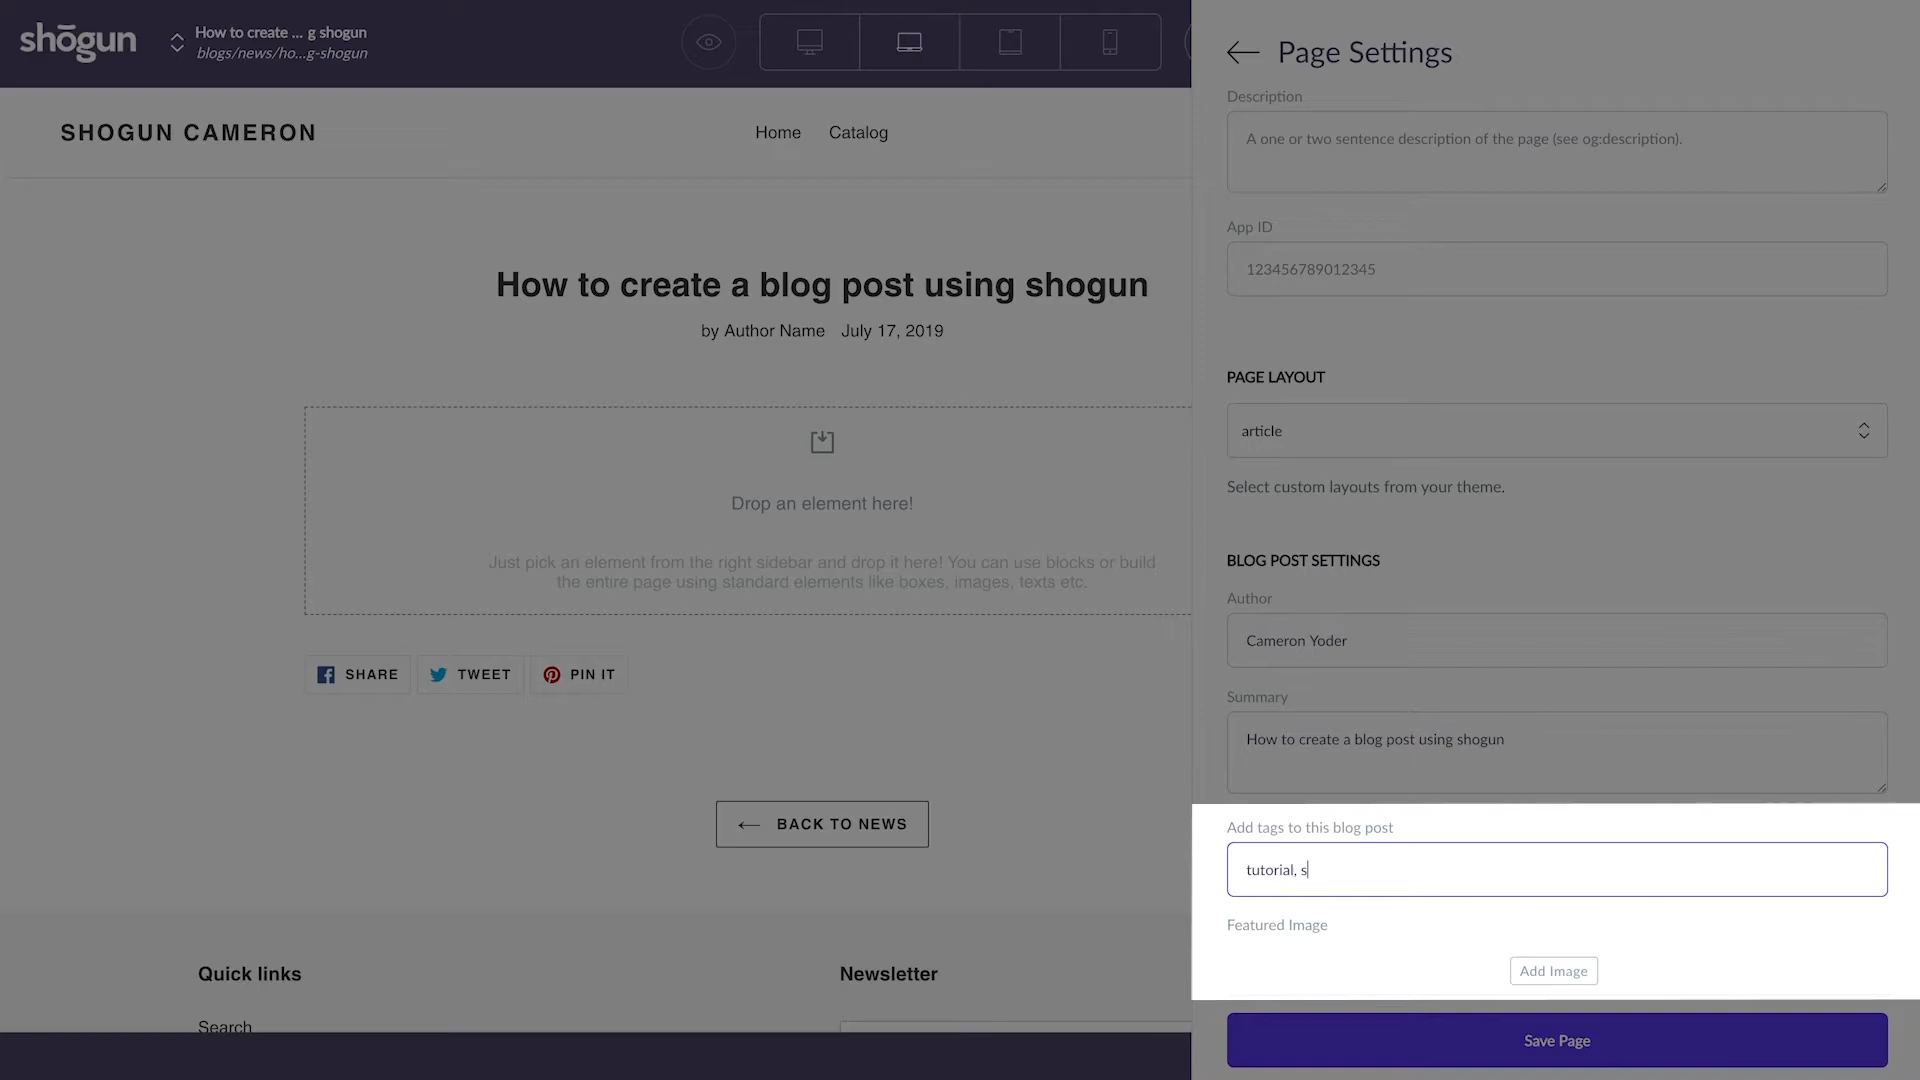 shōgun
How to create ... g shogun
blogs/news/ho...g-shogun
SHOGUN CAMERON
Home
Catalog
How to create a blog post using shogun
by Author Name July 17, 2019
Drop an element here!
Just pick an element from the right sidebar and drop it here! You can use blocks or build
the entire page using standard elements like boxes, images, texts etc.
SHARE
TWEET
PIN IT
BACK TO NEWS
Quick links
Newsletter
Search
Page Settings
Description
A one or two sentence description of the page (see og:description).
App ID
123456789012345
PAGE LAYOUT
article
Select custom layouts from your theme.
BLOG POST SETTINGS
Author
Cameron Yoder
Summary
How to create a blog post using shogun
Add tags to this blog post
tutorial, s
Featured Image
Add Image
Save Page